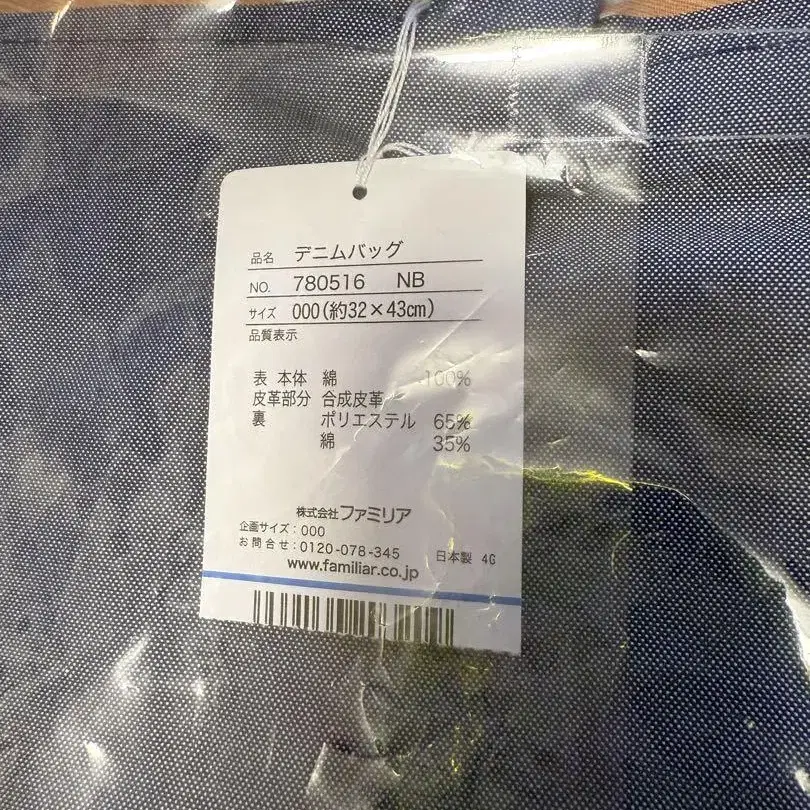 品名 デニムバッグ
NO. 780516 NB
サイズ 000(約32×43cm)
品質表示
表 本体 綿 100%
皮革部分 合成皮革
裏 ポリエステル 65%
綿 35%
株式会社ファミリア
企画サイズ:000
お問合せ:0120-078-345 日本製 4G
www.familiar.co.jp